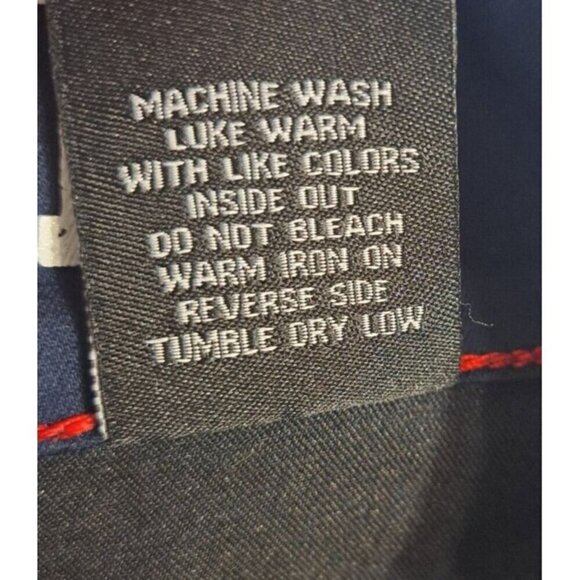 MACHINE WASH
LUKE WARM
WITH LIKE COLORS
INSIDE OUT
DO NOT BLEACH
WARM IRON ON
REVERSE SIDE
TUMBLE DRY LOW